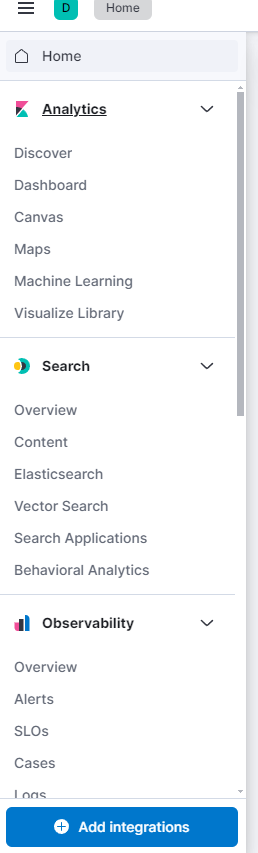 D
Home
Home
Analytics
Discover
Dashboard
Canvas
Maps
Machine Learning
Visualize Library
Search
Overview
Content
Elasticsearch
Vector Search
Search Applications
Behavioral Analytics
Observability
Overview
Alerts
SLOs
Cases
Logs
Add integrations